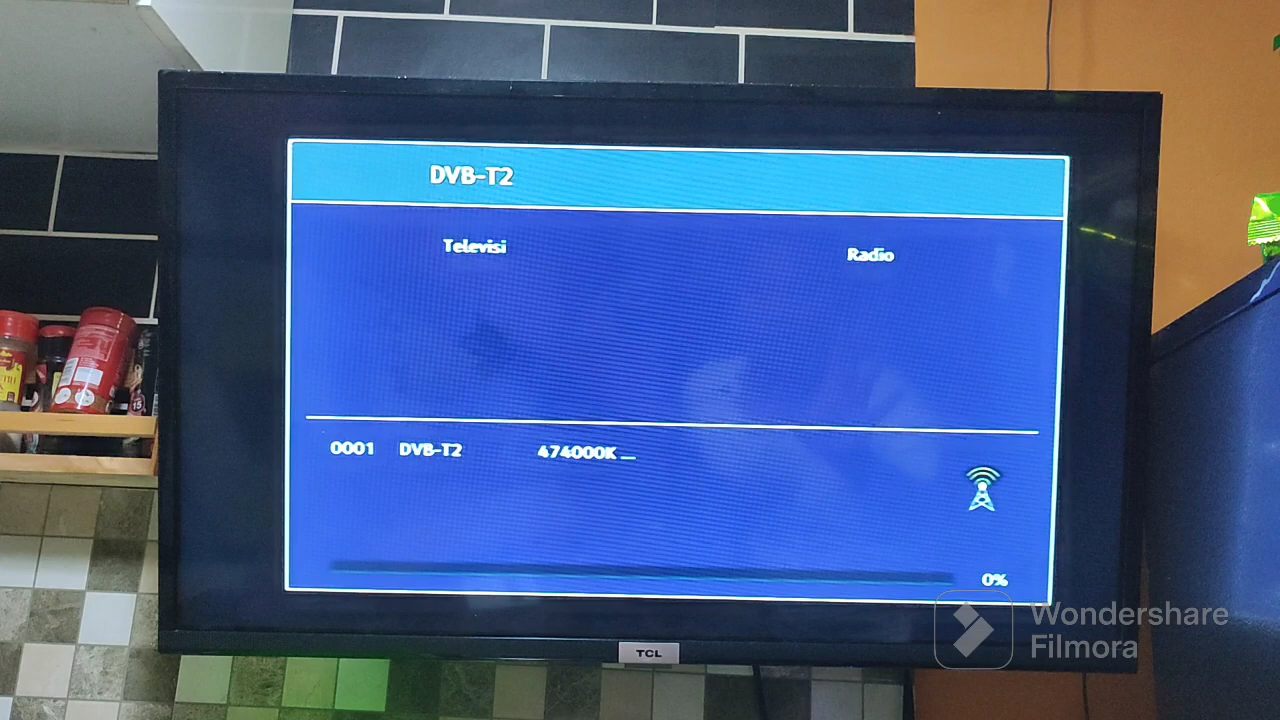 DVB-T2
Televisi
Radio
0001 DVB-T2 474000K
0%
TCL
Wondershare
Filmora